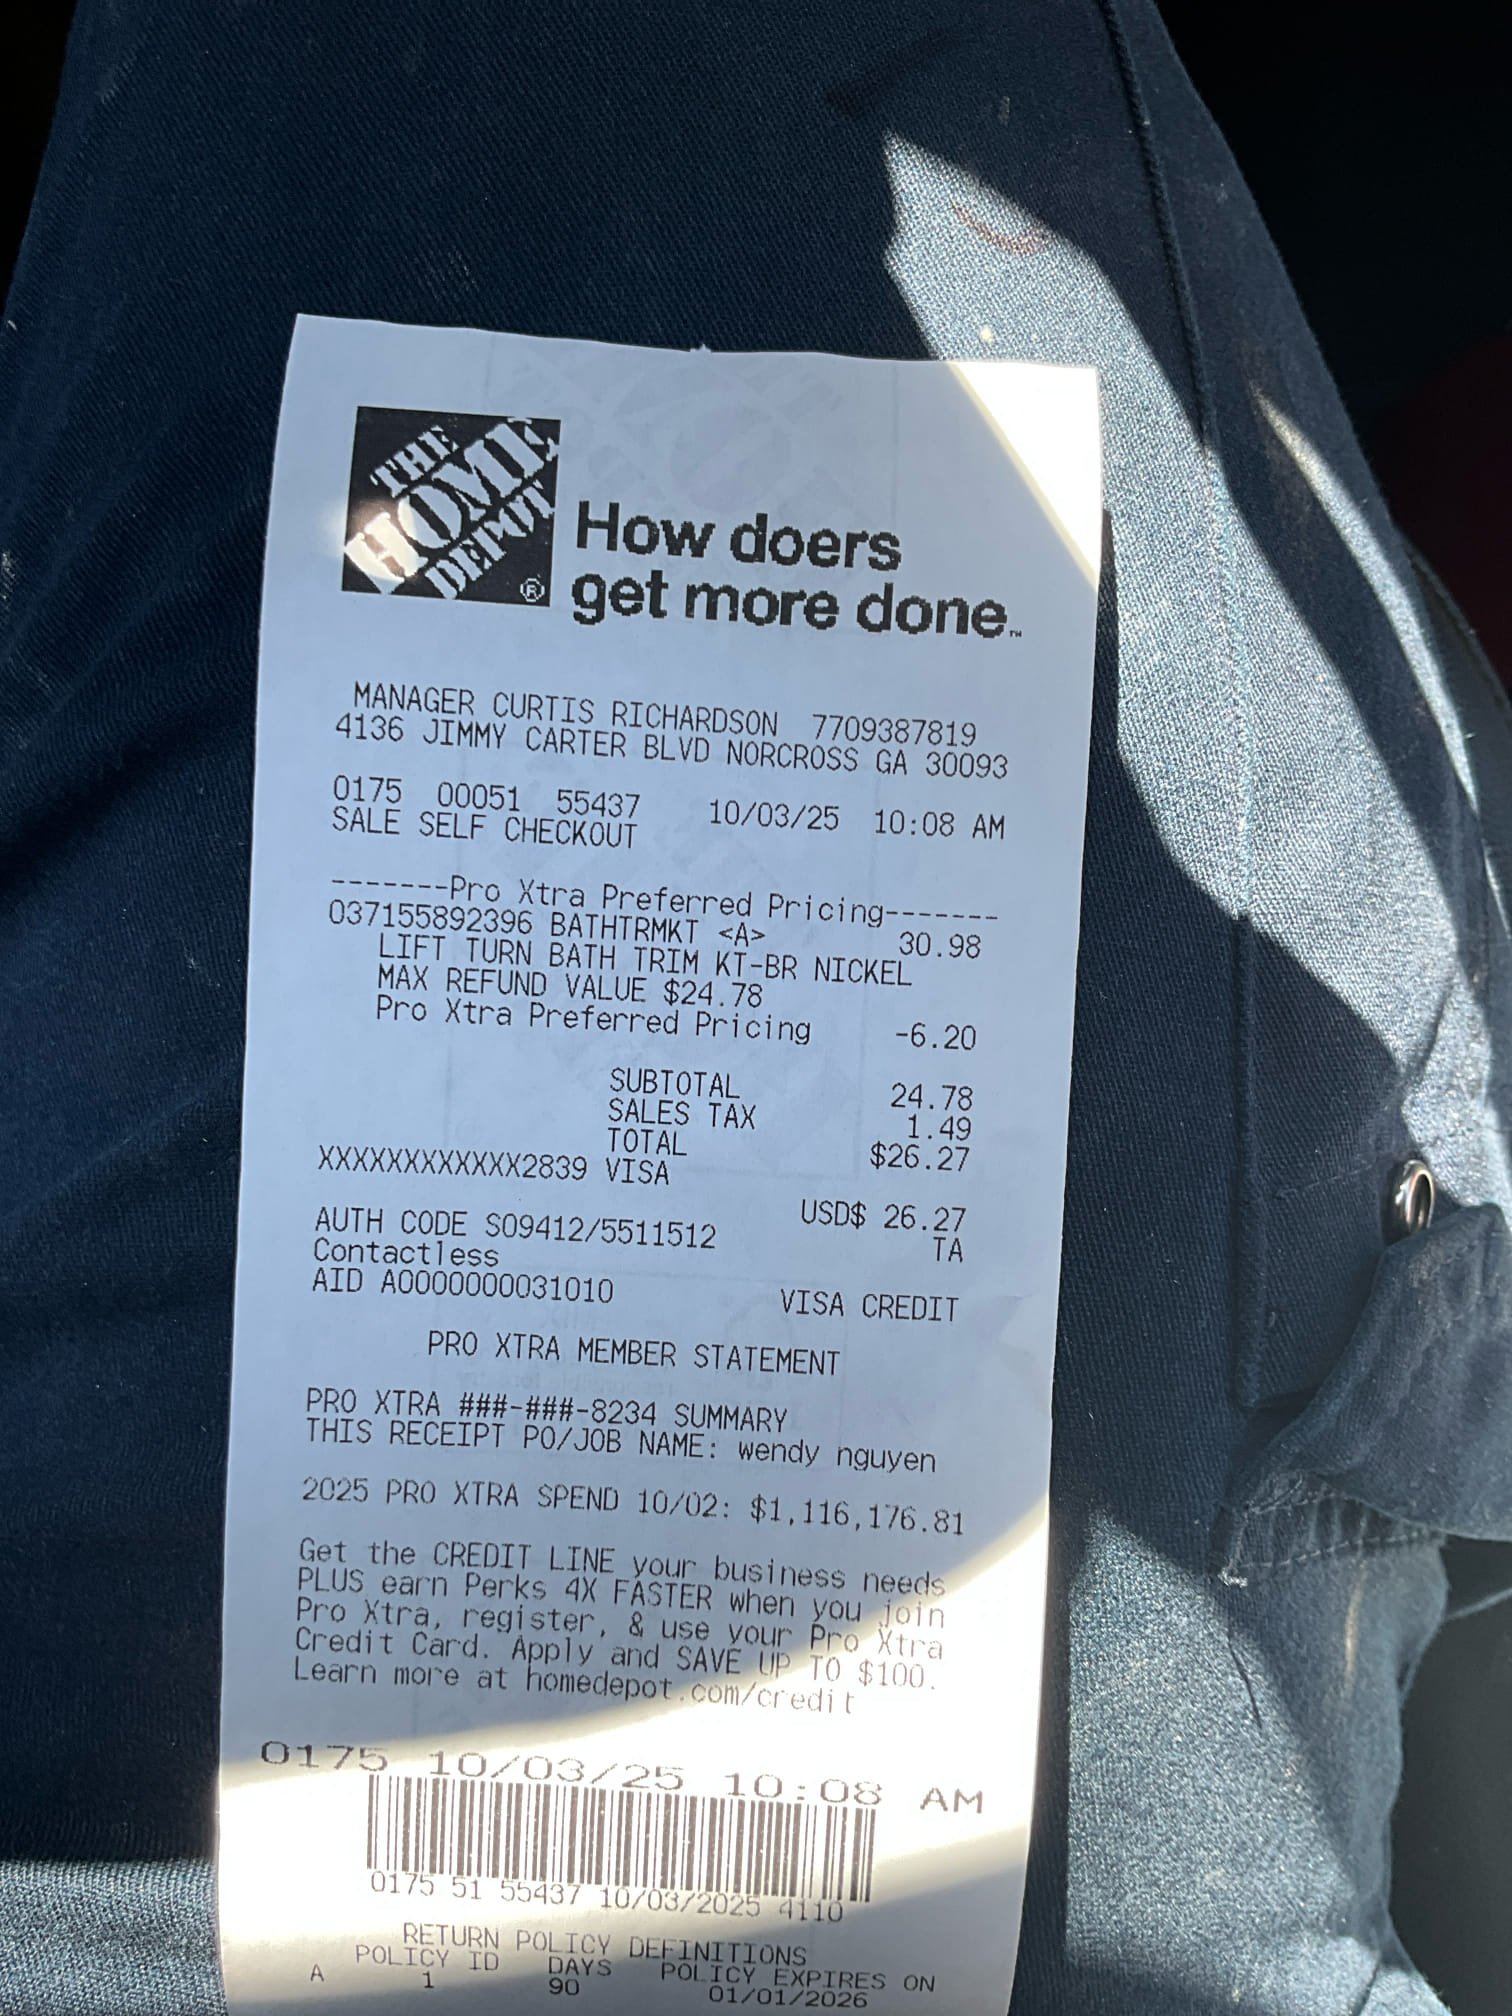 THE
HOME
DEPOT
®
How doers
get more done.™
MANAGER CURTIS RICHARDSON 7709387819
4136 JIMMY CARTER BLVD NORCROSS GA 30093
0175 00051 55437 10/03/25 10:08 AM
SALE SELF CHECKOUT
-------Pro Xtra Preferred Pricing-------
037155892396 BATHTRMKT <A> 30.98
LIFT TURN BATH TRIM KT-BR NICKEL
MAX REFUND VALUE $24.78
Pro Xtra Preferred Pricing -6.20
SUBTOTAL 24.78
SALES TAX 1.49
TOTAL $26.27
XXXXXXXXXXXX2839 VISA
USD$ 26.27
AUTH CODE S09412/5511512 TA
Contactless
AID A0000000031010 VISA CREDIT
PRO XTRA MEMBER STATEMENT
PRO XTRA ###-###-8234 SUMMARY
THIS RECEIPT PO/JOB NAME: wendy nguyen
2025 PRO XTRA SPEND 10/02: $1,116,176.81
Get the CREDIT LINE your business needs
PLUS earn Perks 4X FASTER when you join
Pro Xtra, register, & use your Pro Xtra
Credit Card. Apply and SAVE UP TO $100.
Learn more at homedepot.com/credit
0175 10/03/25 10:08 AM
0175 51 55437 10/03/2025 4110
RETURN POLICY DEFINITIONS
POLICY ID DAYS POLICY EXPIRES ON
A 1 90 01/01/2026